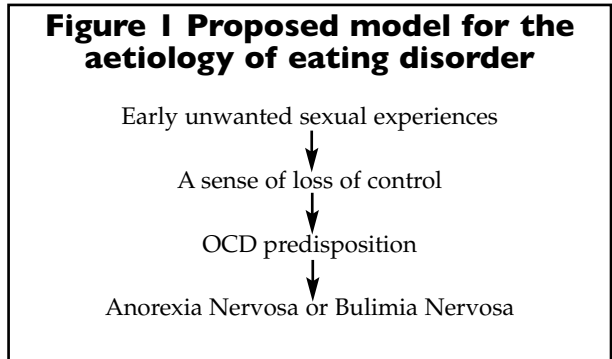 Figure 1 Proposed model for the
aetiology of eating disorder
Early unwanted sexual experiences
A sense of loss of control
OCD predisposition
Anorexia Nervosa or Bulimia Nervosa